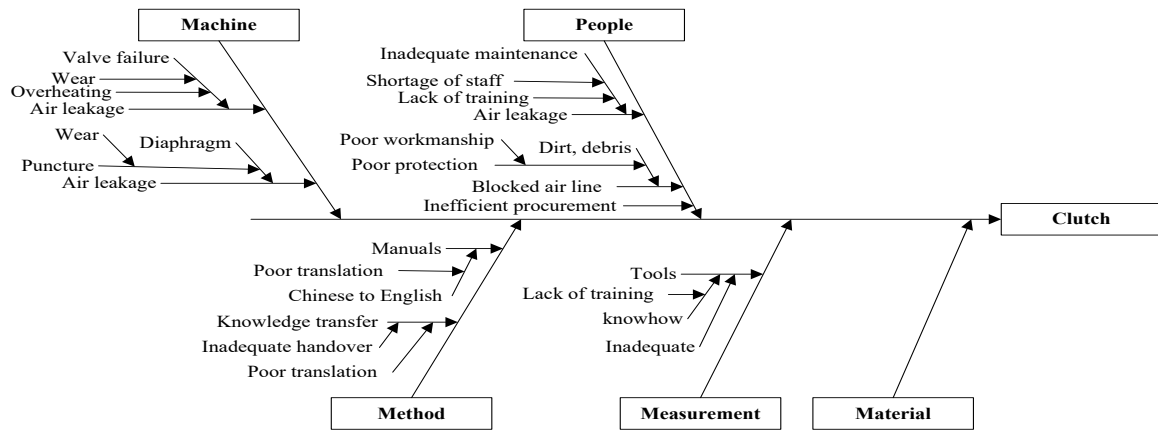 Machine
People
Valve failure
Wear
Overheating
Air leakage
Wear
Diaphragm
Puncture
Air leakage
Inadequate maintenance
Shortage of staff
Lack of training
Air leakage
Poor workmanship
Dirt, debris
Poor protection
Blocked air line
Inefficient procurement
Clutch
Manuals
Poor translation
Chinese to English
Knowledge transfer
Inadequate handover
Poor translation
Tools
Lack of training
knowhow
Inadequate
Method
Measurement
Material